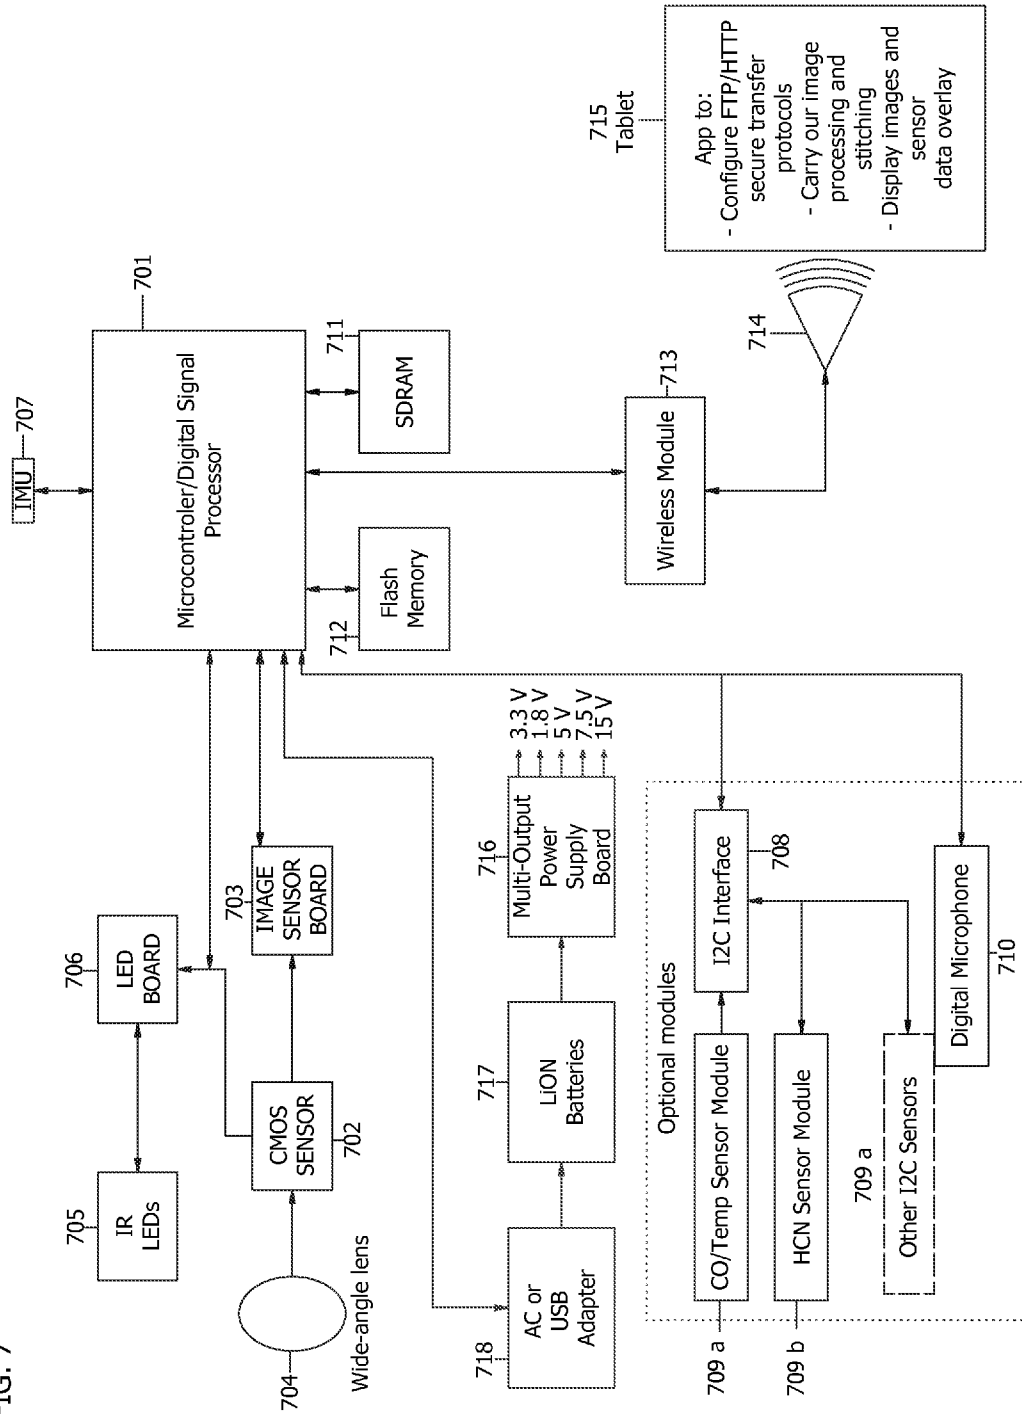 FIG. 7
IMU
707
705
IR
LEDs
706
LED
BOARD
701
Microcontroler/Digital Signal
Processor
704
Wide-angle lens
CMOS
SENSOR
702
703
IMAGE
SENSOR
BOARD
712
Flash
Memory
711
SDRAM
718
AC or
USB
Adapter
717
LiON
Batteries
716
Multi-Output
Power
Supply
Board
3.3 V
1.8 V
5 V
7.5 V
15 V
Wireless Module
713
714
715
Tablet
App to:
- Configure FTP/HTTP
secure transfer
protocols
- Carry our image
processing and
stitching
- Display images and
sensor
data overlay
Optional modules
709 a
CO/Temp Sensor Module
I2C Interface
708
709 b
HCN Sensor Module
709 a
Other I2C Sensors
Digital Microphone
710